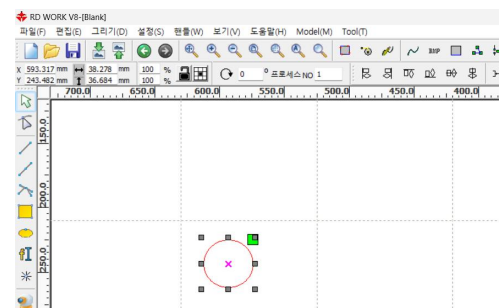 RD WORK V8-[Blank]
파일(F) 편집(E) 그리기(D) 설정(S) 핸들(W) 보기(V) 도움말(H) Model(M) Tool(T)
BMP
X 593.317 mm 38.278 mm 100 % 0 ° 프로세스 NO 1
Y 243.482 mm 36.684 mm 100 %
700.0 650.0 600.0 550.0 500.0 450.0 400.0
150.0
200.0
250.0